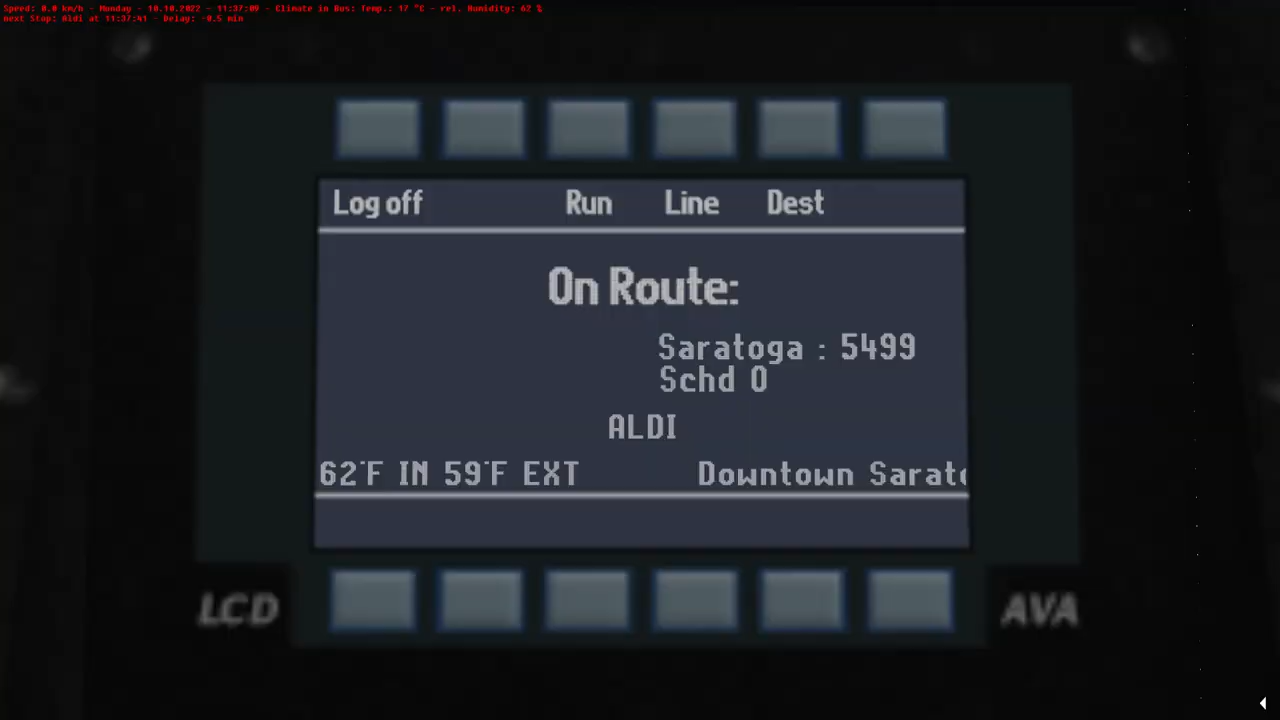 Speed: 0.0 km/h - Monday - 10.10.2022 - 11:37:09 - Climate in Bus: Temp.: 17 °C - rel. Humidity: 62 %
next Stop: Aldi at 11:37:41 - Delay: -0.5 min
Log off Run Line Dest
On Route:
Saratoga : 5499
Schd 0
ALDI
62°F IN 59°F EXT Downtown Sarato
LCD AVA